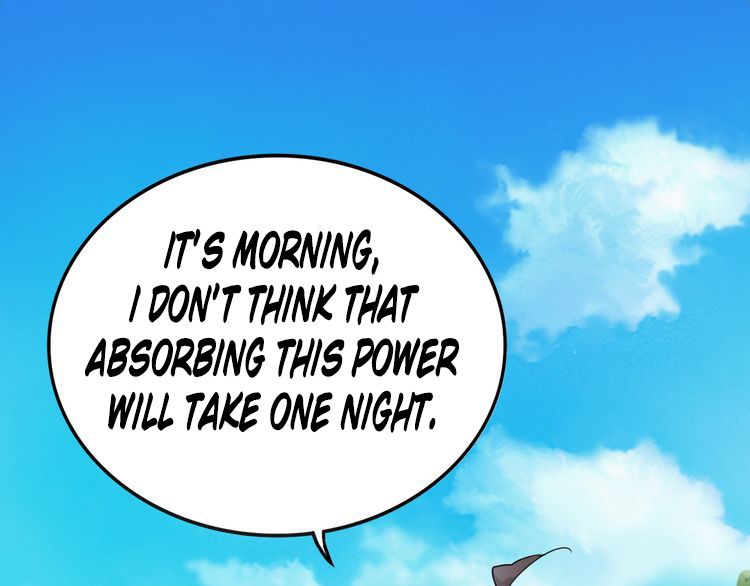 IT'S MORNING,
I DON'T THINK THAT
ABSORBING THIS POWER
WILL TAKE ONE NIGHT.